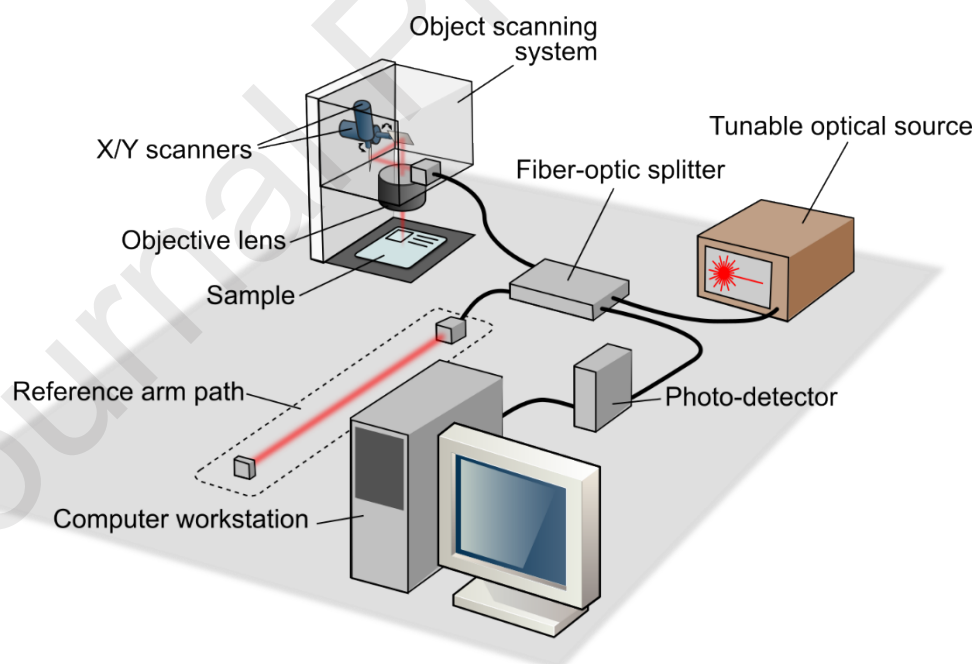 Object scanning
system
Tunable optical source
X/Y scanners
Fiber-optic splitter
Objective lens
Sample
Reference arm path
Photo-detector
Computer workstation